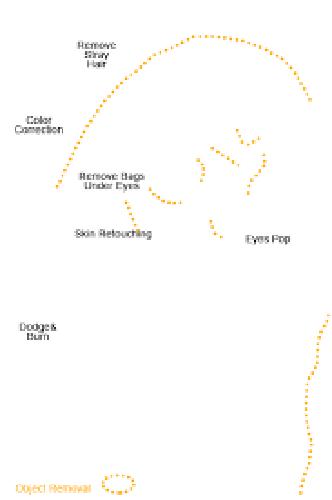 Remove
Stray
Hair
Color
Correction
Remove Bags
Under Eyes
Skin Retouching
Eyes Pop
Dodge&
Burn
Object Removal